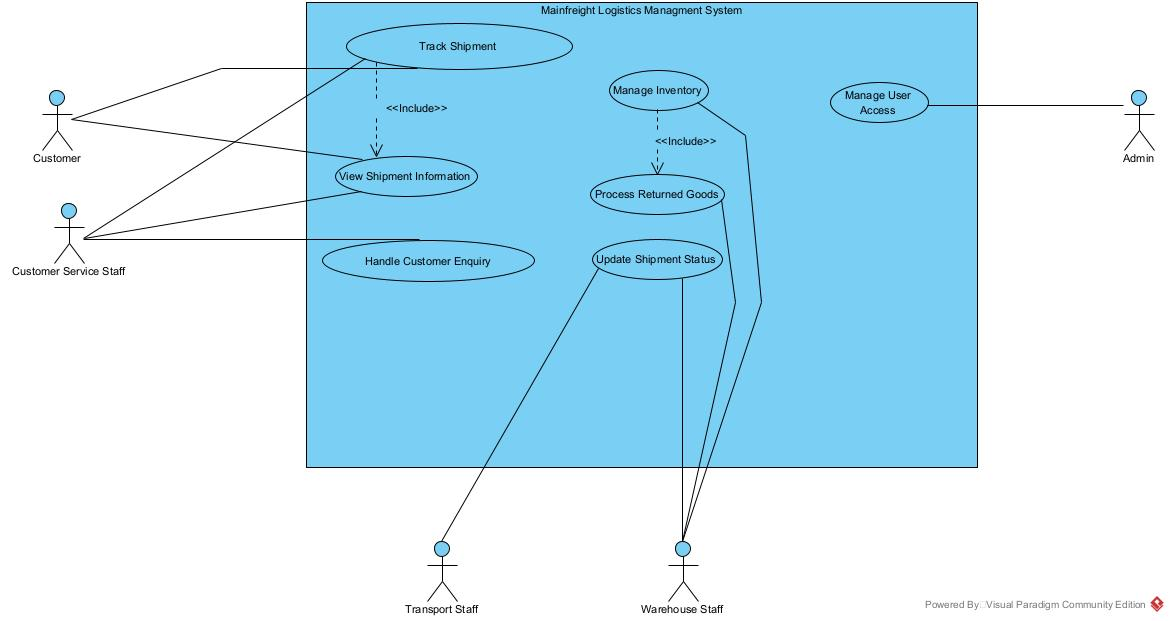 Mainfreight Logistics Managment System
Track Shipment
Manage Inventory
Manage User
Access
<<Include>>
<<Include>>
Customer
Admin
View Shipment Information
Process Returned Goods
Customer Service Staff
Handle Customer Enquiry
Update Shipment Status
Transport Staff
Warehouse Staff
Powered By Visual Paradigm Community Edition